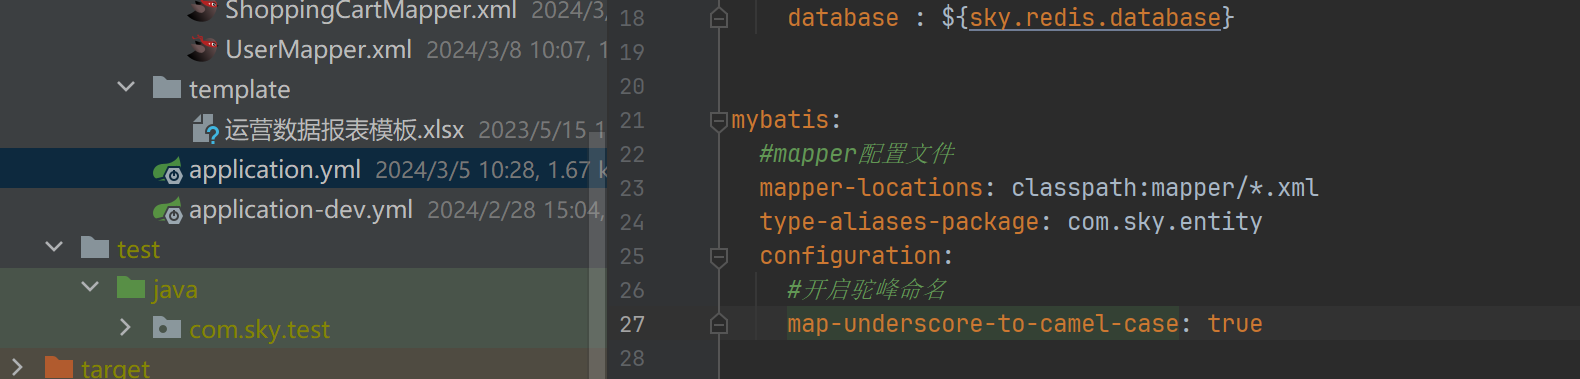 ShoppingCartMapper.xml 2024/3/
UserMapper.xml 2024/3/8 10:07, 1
template
运营数据报表模板.xlsx 2023/5/15 1
application.yml 2024/3/5 10:28, 1.67 k
application-dev.yml 2024/2/28 15:04,
test
java
com.sky.test
target
18 database : ${sky.redis.database}
19
20
21 mybatis:
22 #mapper配置文件
23 mapper-locations: classpath:mapper/*.xml
24 type-aliases-package: com.sky.entity
25 configuration:
26 #开启驼峰命名
27 map-underscore-to-camel-case: true
28